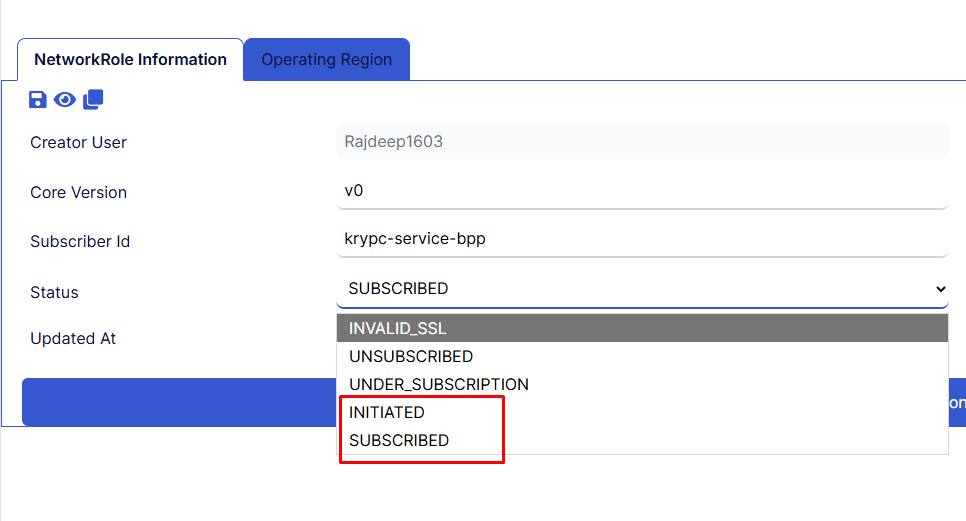 NetworkRole Information
Operating Region
Creator User
Rajdeep1603
Core Version
v0
Subscriber Id
krypc-service-bpp
Status
SUBSCRIBED
INVALID_SSL
Updated At
UNSUBSCRIBED
UNDER_SUBSCRIPTION
INITIATED
on
SUBSCRIBED